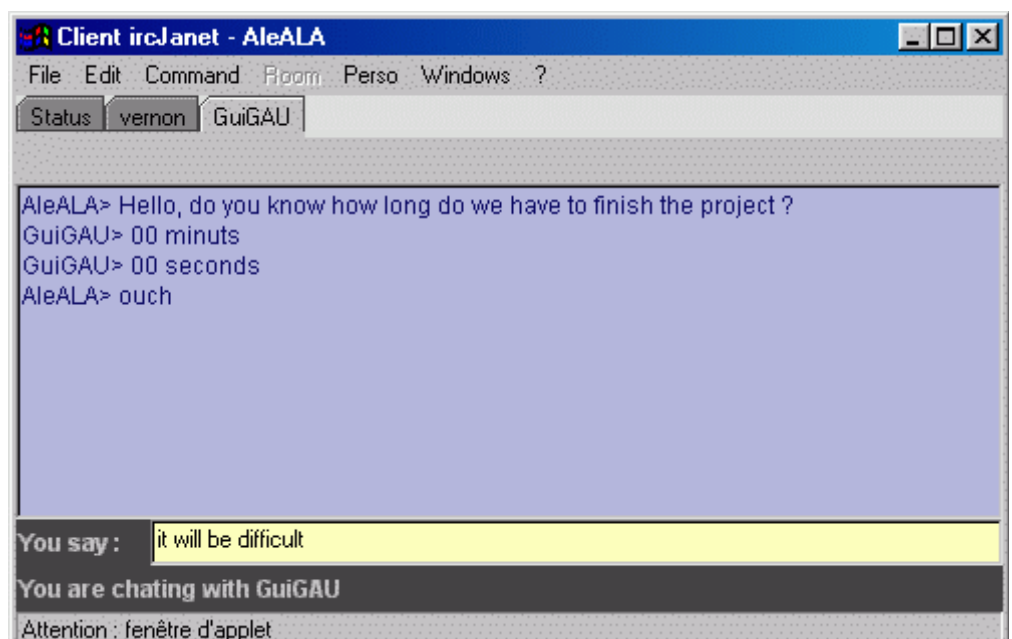 Client ircJanet - AleALA
File Edit Command Room Perso Windows ?
Status vernon GuiGAU
AleALA> Hello, do you know how long do we have to finish the project ?
GuiGAU> 00 minuts
GuiGAU> 00 seconds
AleALA> ouch
You say : it will be difficult
You are chating with GuiGAU
Attention : fenêtre d'applet